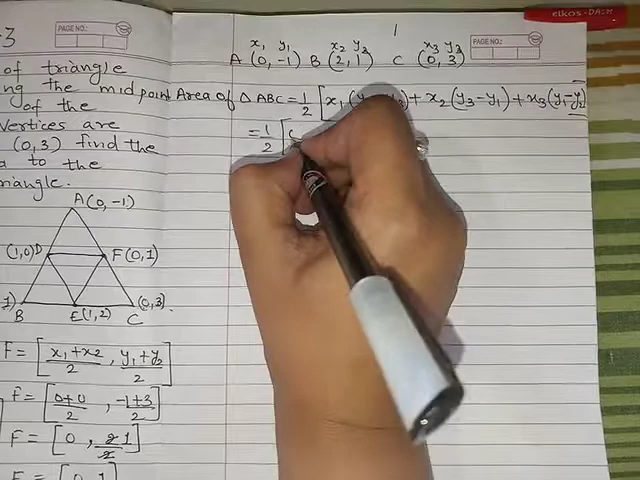 -3
PAGE NO.:
of triangle
ng the mid point
of the
Vertices are
(0,3) find the
a to the
riangle.
A(0,-1)
(1,0)D
F(0,1)
1)
B
E(1,2)
C
(0,3).
F = [x₁+x₂/2 , y₁+y₂/2]
F = [0+0/2 , -1+3/2]
F = [0 , 2̶ 1/2̶]
elkos-DASH
PAGE NO.:
x₁ y₁ x₂ y₂ x₃ y₃
A (0,-1) B (2,1) C (0,3)
Area of △ ABC = 1/2 [x₁(y + x₂(y₃-y₁) + x₃(y₁-y₂)
= 1/2 [